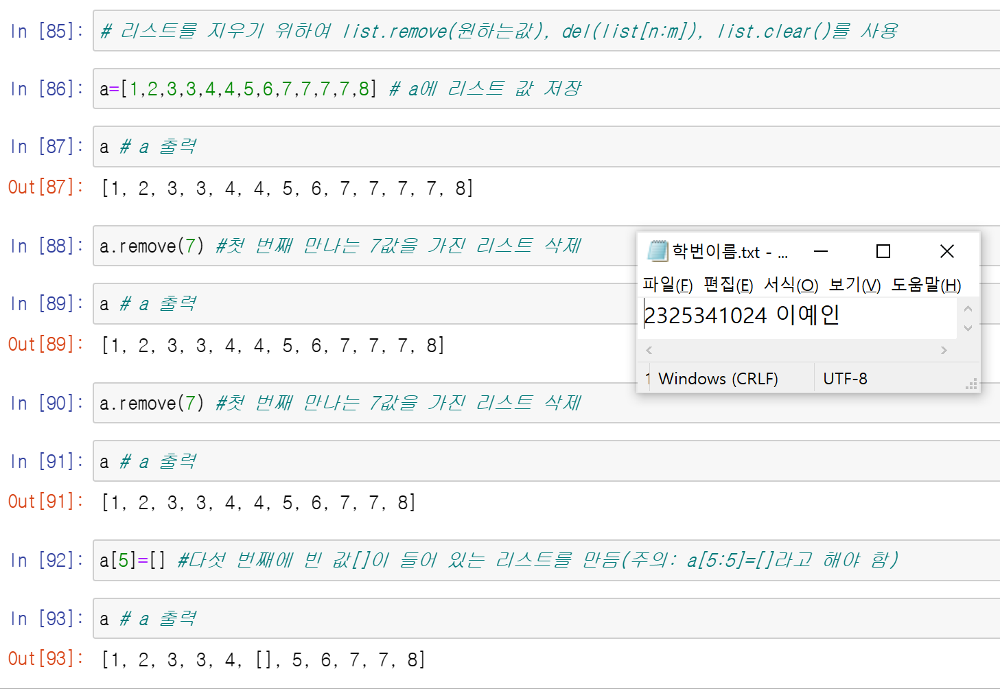 In [85]: # 리스트를 지우기 위하여 list.remove(원하는값), del(list[n:m]), list.clear()를 사용
In [86]: a=[1,2,3,3,4,4,5,6,7,7,7,7,8] # a에 리스트 값 저장
In [87]: a # a 출력
Out[87]: [1, 2, 3, 3, 4, 4, 5, 6, 7, 7, 7, 7, 8]
In [88]: a.remove(7) #첫 번째 만나는 7값을 가진 리스트 삭제
In [89]: a # a 출력
Out[89]: [1, 2, 3, 3, 4, 4, 5, 6, 7, 7, 7, 8]
In [90]: a.remove(7) #첫 번째 만나는 7값을 가진 리스트 삭제
In [91]: a # a 출력
Out[91]: [1, 2, 3, 3, 4, 4, 5, 6, 7, 7, 8]
In [92]: a[5]=[] #다섯 번째에 빈 값[]이 들어 있는 리스트를 만듬(주의: a[5:5]=[]라고 해야 함)
In [93]: a # a 출력
Out[93]: [1, 2, 3, 3, 4, [], 5, 6, 7, 7, 8]
학번이름.txt - ...
파일(F) 편집(E) 서식(O) 보기(V) 도움말(H)
2325341024 이예인
1 Windows (CRLF) UTF-8